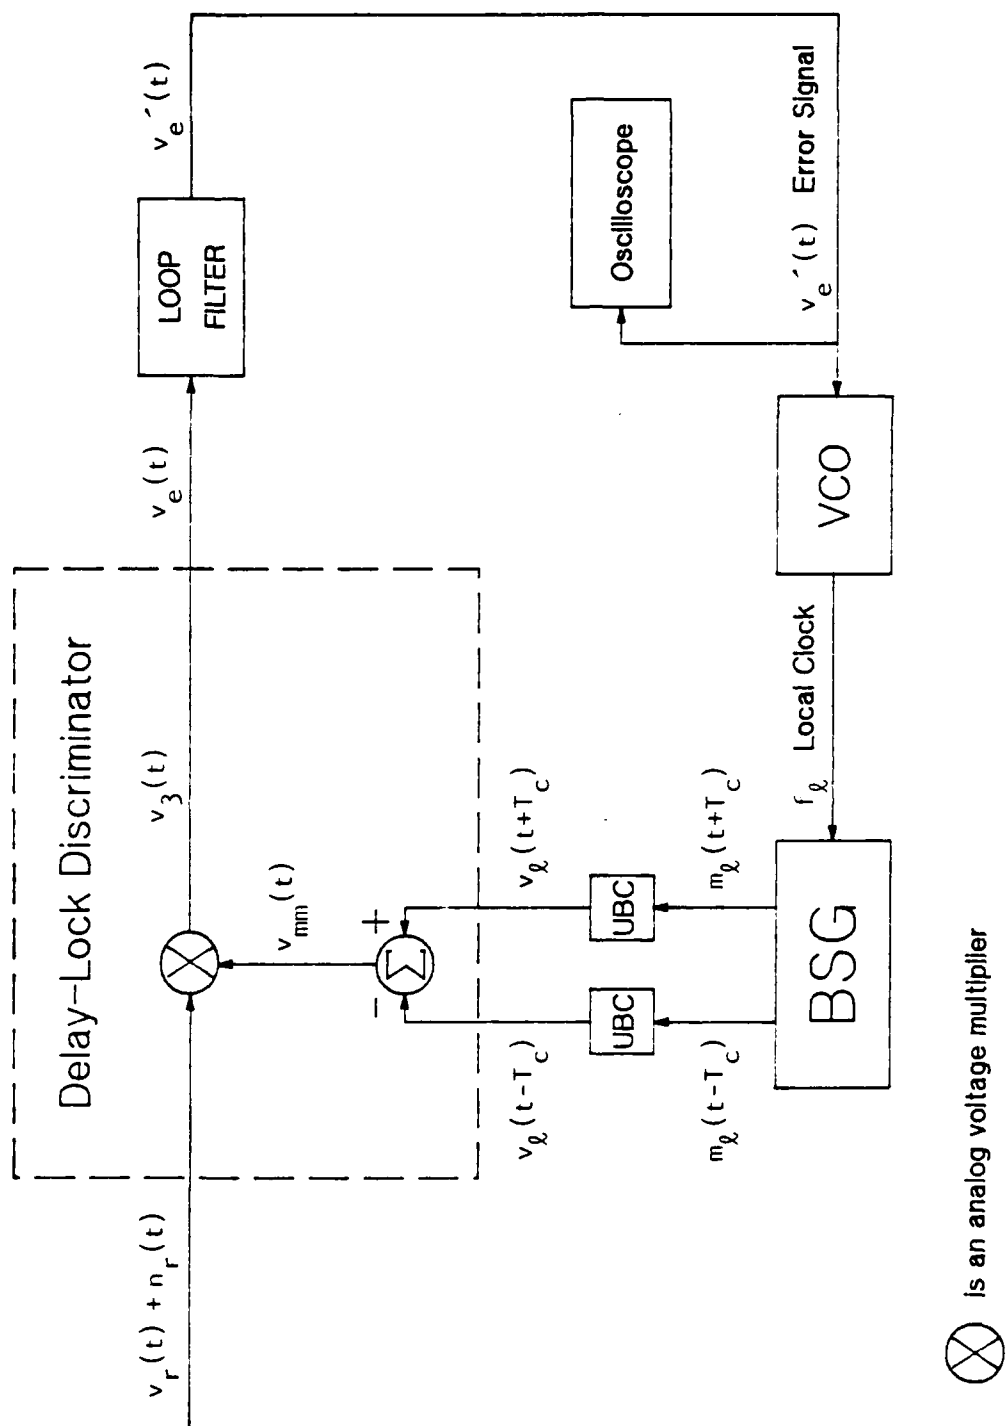 Delay-Lock Discriminator
v_r(t) + n_r(t)
v_3(t)
v_e(t)
LOOP
FILTER
v_e´(t)
v_mm(t)
-
+
Σ
v_ℓ(t-T_c)
v_ℓ(t+T_c)
UBC
UBC
m_ℓ(t-T_c)
m_ℓ(t+T_c)
BSG
f_ℓ Local Clock
VCO
Oscilloscope
v_e´(t) Error Signal
is an analog voltage multiplier